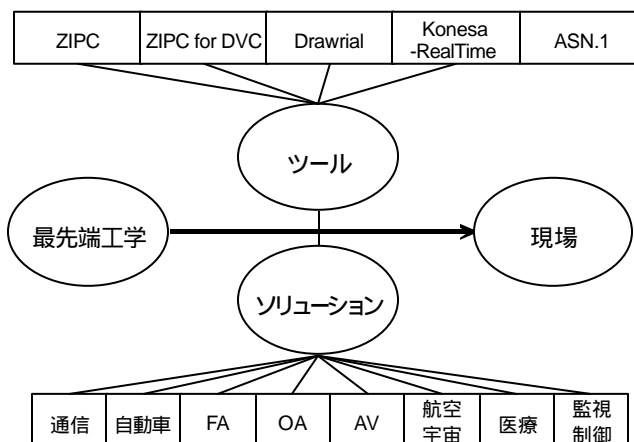 ZIPC
ZIPC for DVC
Drawrial
Konesa
-RealTime
ASN.1
ツール
最先端工学
現場
ソリューション
通信
自動車
FA
OA
AV
航空
宇宙
医療
監視
制御